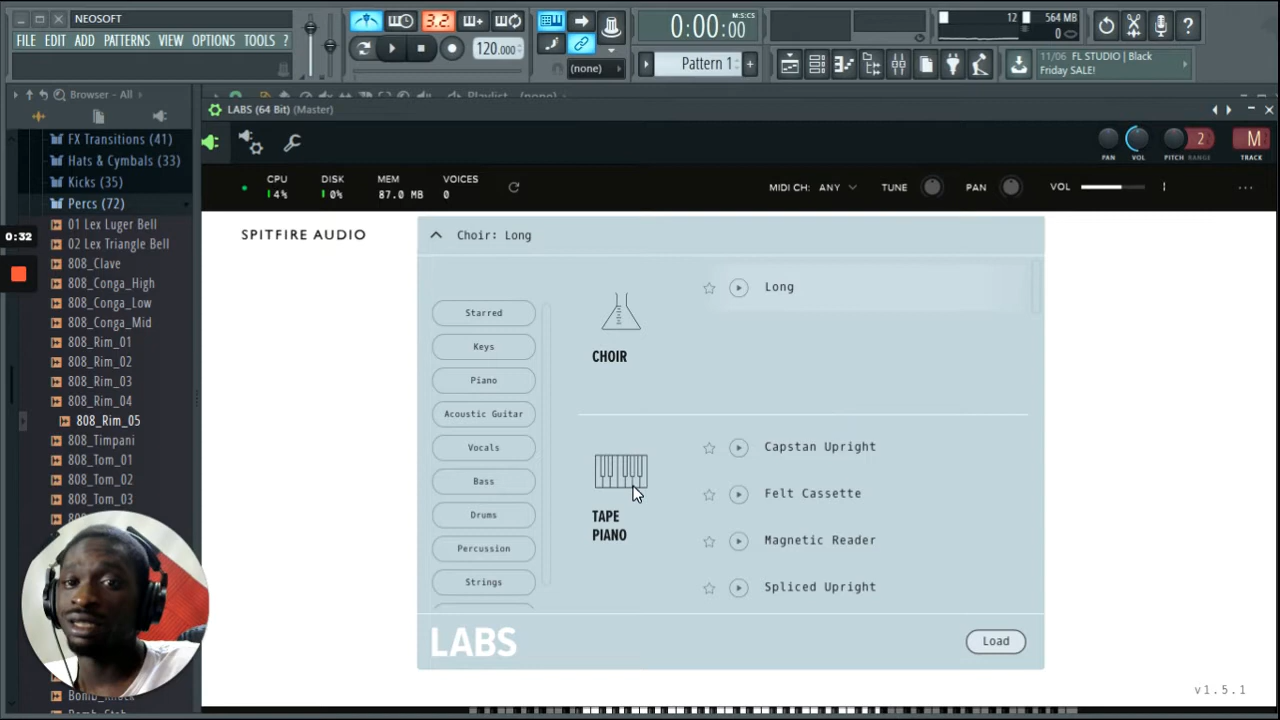 NEOSOFT
FILE EDIT ADD PATTERNS VIEW OPTIONS TOOLS ?
3.2
120.000
0:00:00
M:S:CS
Pattern 1
(none)
12
564 MB
0
11/06 FL STUDIO | Black
Friday SALE!
Browser - All
Playlist
(none)
LABS (64 Bit) (Master)
PAN
VOL
PITCH
RANGE
2
M
TRACK
CPU
4%
DISK
0%
MEM
87.0 MB
VOICES
0
MIDI CH: ANY
TUNE
PAN
VOL
0:32
FX Transitions (41)
Hats & Cymbals (33)
Kicks (35)
Percs (72)
01 Lex Luger Bell
02 Lex Triangle Bell
808_Clave
808_Conga_High
808_Conga_Low
808_Conga_Mid
808_Rim_01
808_Rim_02
808_Rim_03
808_Rim_04
808_Rim_05
808_Timpani
808_Tom_01
808_Tom_02
808_Tom_03
SPITFIRE AUDIO
Choir: Long
Starred
Keys
Piano
Acoustic Guitar
Vocals
Bass
Drums
Percussion
Strings
CHOIR
Long
TAPE
PIANO
Capstan Upright
Felt Cassette
Magnetic Reader
Spliced Upright
LABS
Load
v1.5.1